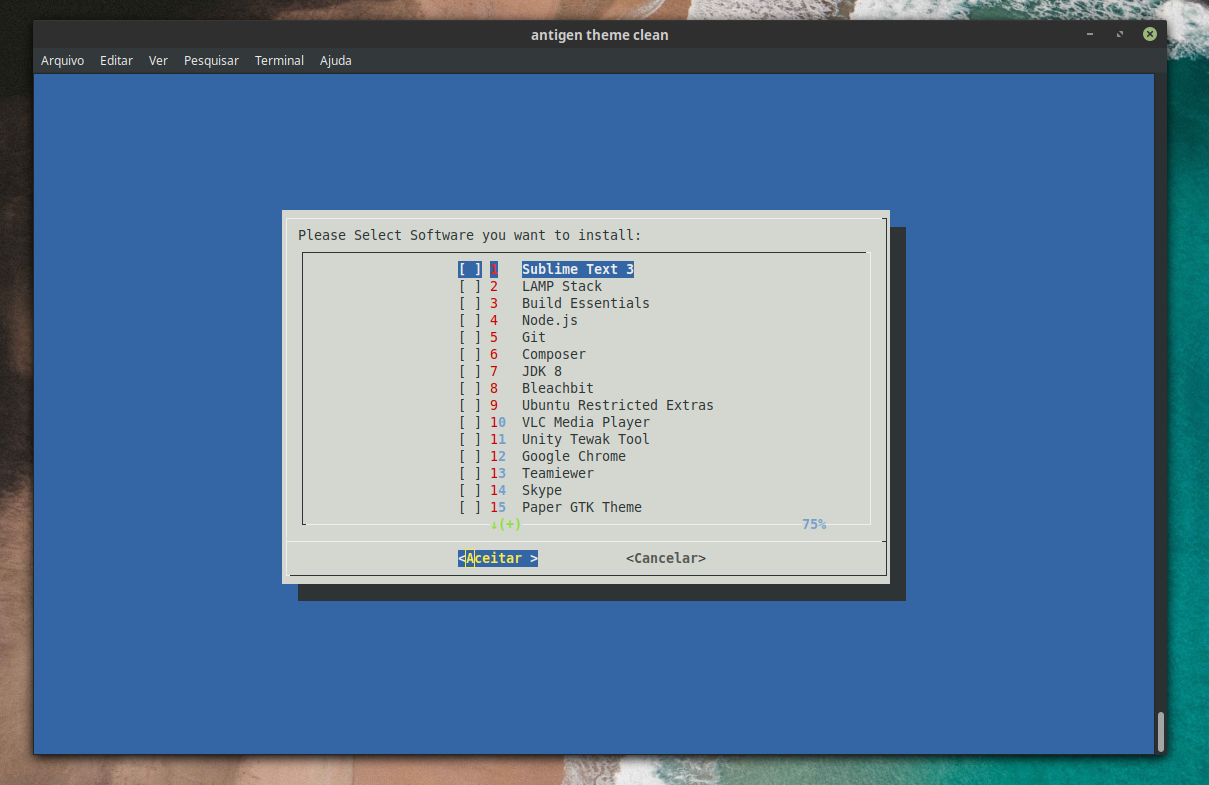 antigen theme clean
Arquivo Editar Ver Pesquisar Terminal Ajuda
Please Select Software you want to install:
[ ] 1 Sublime Text 3
[ ] 2 LAMP Stack
[ ] 3 Build Essentials
[ ] 4 Node.js
[ ] 5 Git
[ ] 6 Composer
[ ] 7 JDK 8
[ ] 8 Bleachbit
[ ] 9 Ubuntu Restricted Extras
[ ] 10 VLC Media Player
[ ] 11 Unity Tewak Tool
[ ] 12 Google Chrome
[ ] 13 Teamiewer
[ ] 14 Skype
[ ] 15 Paper GTK Theme
↓(+) 75%
<Aceitar > <Cancelar>